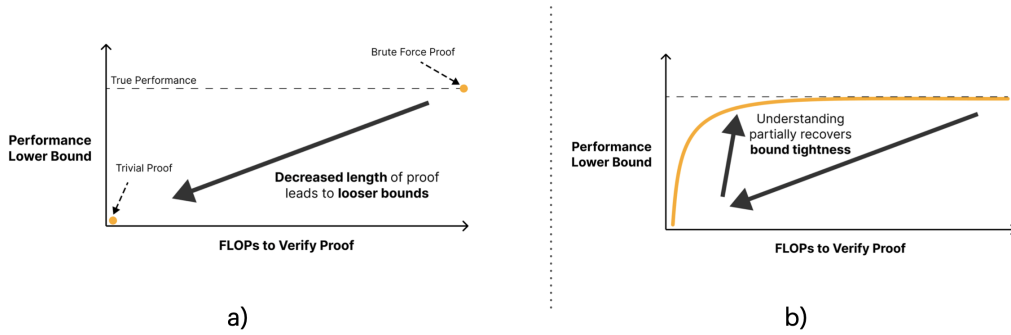 Brute Force Proof
True Performance
Performance
Lower Bound
Trivial Proof
Decreased length of proof
leads to looser bounds
FLOPs to Verify Proof
a)
Understanding
partially recovers
bound tightness
Performance
Lower Bound
FLOPs to Verify Proof
b)